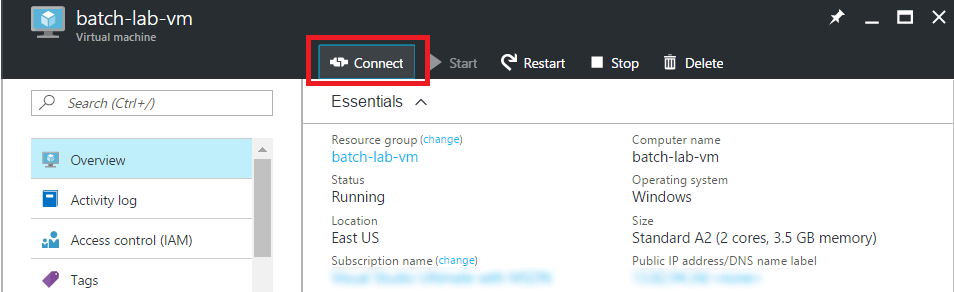 batch-lab-vm
Virtual machine
Connect Start Restart Stop Delete
Search (Ctrl+/)
Overview
Activity log
Access control (IAM)
Tags
Essentials
Resource group (change)
batch-lab-vm
Status
Running
Location
East US
Subscription name (change)
Computer name
batch-lab-vm
Operating system
Windows
Size
Standard A2 (2 cores, 3.5 GB memory)
Public IP address/DNS name label